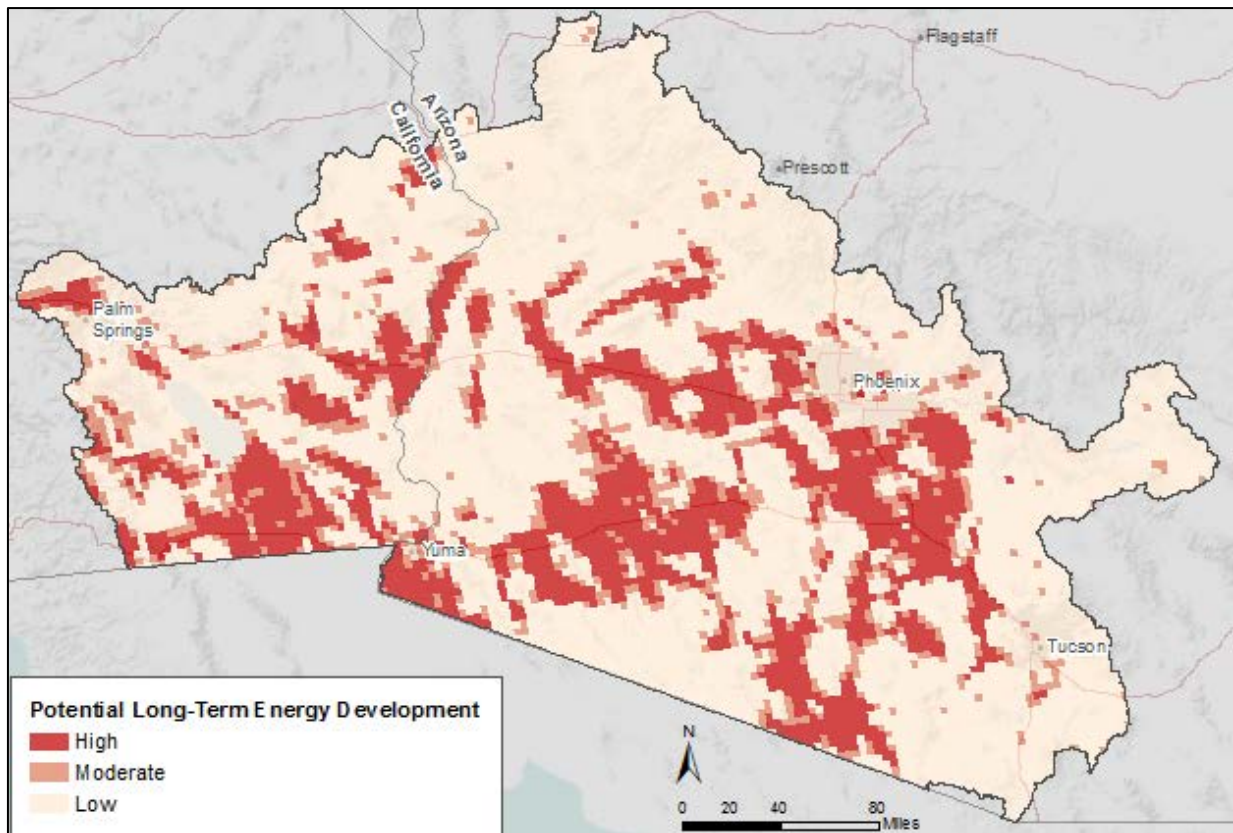 Flagstaff
Arizona
California
Prescott
Palm
Springs
Phoenix
Yuma
Tucson
Potential Long-Term Energy Development
High
Moderate
Low
N
0 20 40 80
Miles